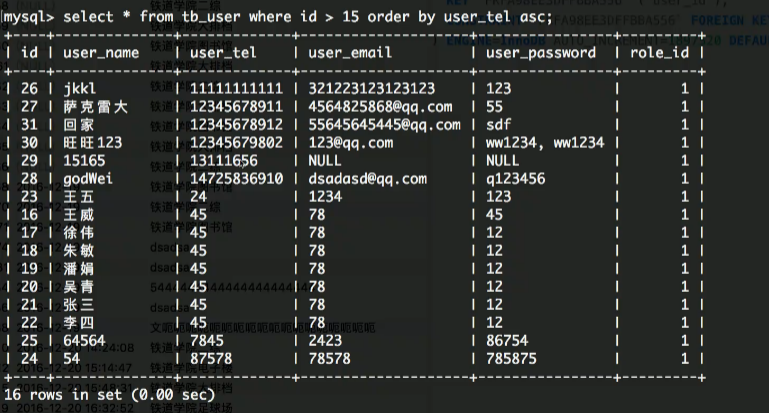 mysql> select * from tb_user where id > 15 order by user_tel asc;
+----+-----------+-------------+-------------------+----------------+---------+
| id | user_name | user_tel | user_email | user_password | role_id |
+----+-----------+-------------+-------------------+----------------+---------+
| 26 | jkkl | 11111111111 | 321223123123123 | 123 | 1 |
| 27 | 萨克雷大 | 12345678911 | 4564825868@qq.com | 55 | 1 |
| 31 | 回家 | 12345678912 | 55645645445@qq.com | sdf | 1 |
| 30 | 旺旺123 | 12345679802 | 123@qq.com | ww1234, ww1234 | 1 |
| 29 | 15165 | 13111656 | NULL | NULL | 1 |
| 28 | godWei | 14725836910 | dsadasd@qq.com | q123456 | 1 |
| 23 | 王五 | 24 | 1234 | 123 | 1 |
| 16 | 王威 | 45 | 78 | 45 | 1 |
| 17 | 徐伟 | 45 | 78 | 12 | 1 |
| 18 | 朱敏 | 45 | 78 | 12 | 1 |
| 19 | 潘娟 | 45 | 78 | 12 | 1 |
| 20 | 吴青 | 45 | 78 | 12 | 1 |
| 21 | 张三 | 45 | 78 | 12 | 1 |
| 22 | 李四 | 45 | 78 | 12 | 1 |
| 25 | 64564 | 7845 | 2423 | 86754 | 1 |
| 24 | 54 | 87578 | 78578 | 785875 | 1 |
+----+-----------+-------------+-------------------+----------------+---------+
16 rows in set (0.00 sec)